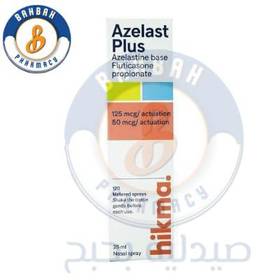 BAHBAH
PHARMACY
Azelast
Plus
Azelastine base
Fluticasone
propionate
125 mcg/ actuation
50 mcg/ actuation
120
Metered sprays
Shake the bottle
gently before
each use.
25 ml
Nasal spray
hikma.
صيدلية بحبح